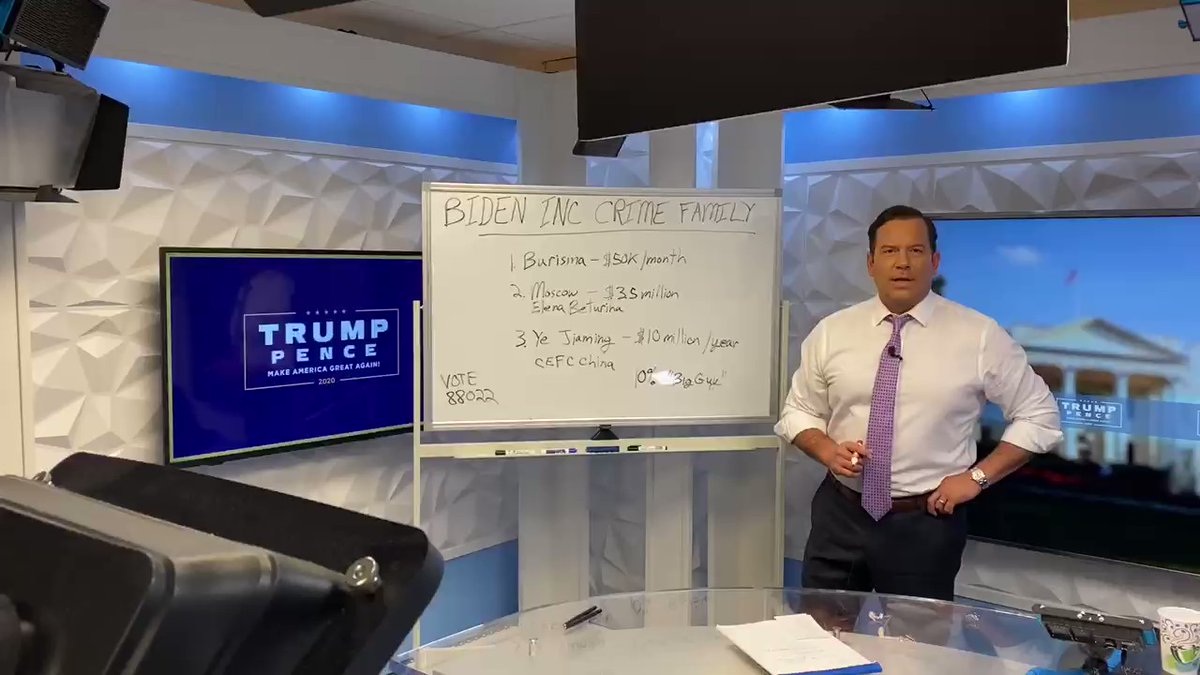 BIDEN INC CRIME FAMILY
1. Burisma - $50K/month
2. Moscow - $3.5 million
Elena Baturina
3. Ye Jiaming - $10 million/year
CEFC China
10% "Big Guy"
VOTE
88022
TRUMP
PENCE
MAKE AMERICA GREAT AGAIN!
2020
TRUMP
PENCE